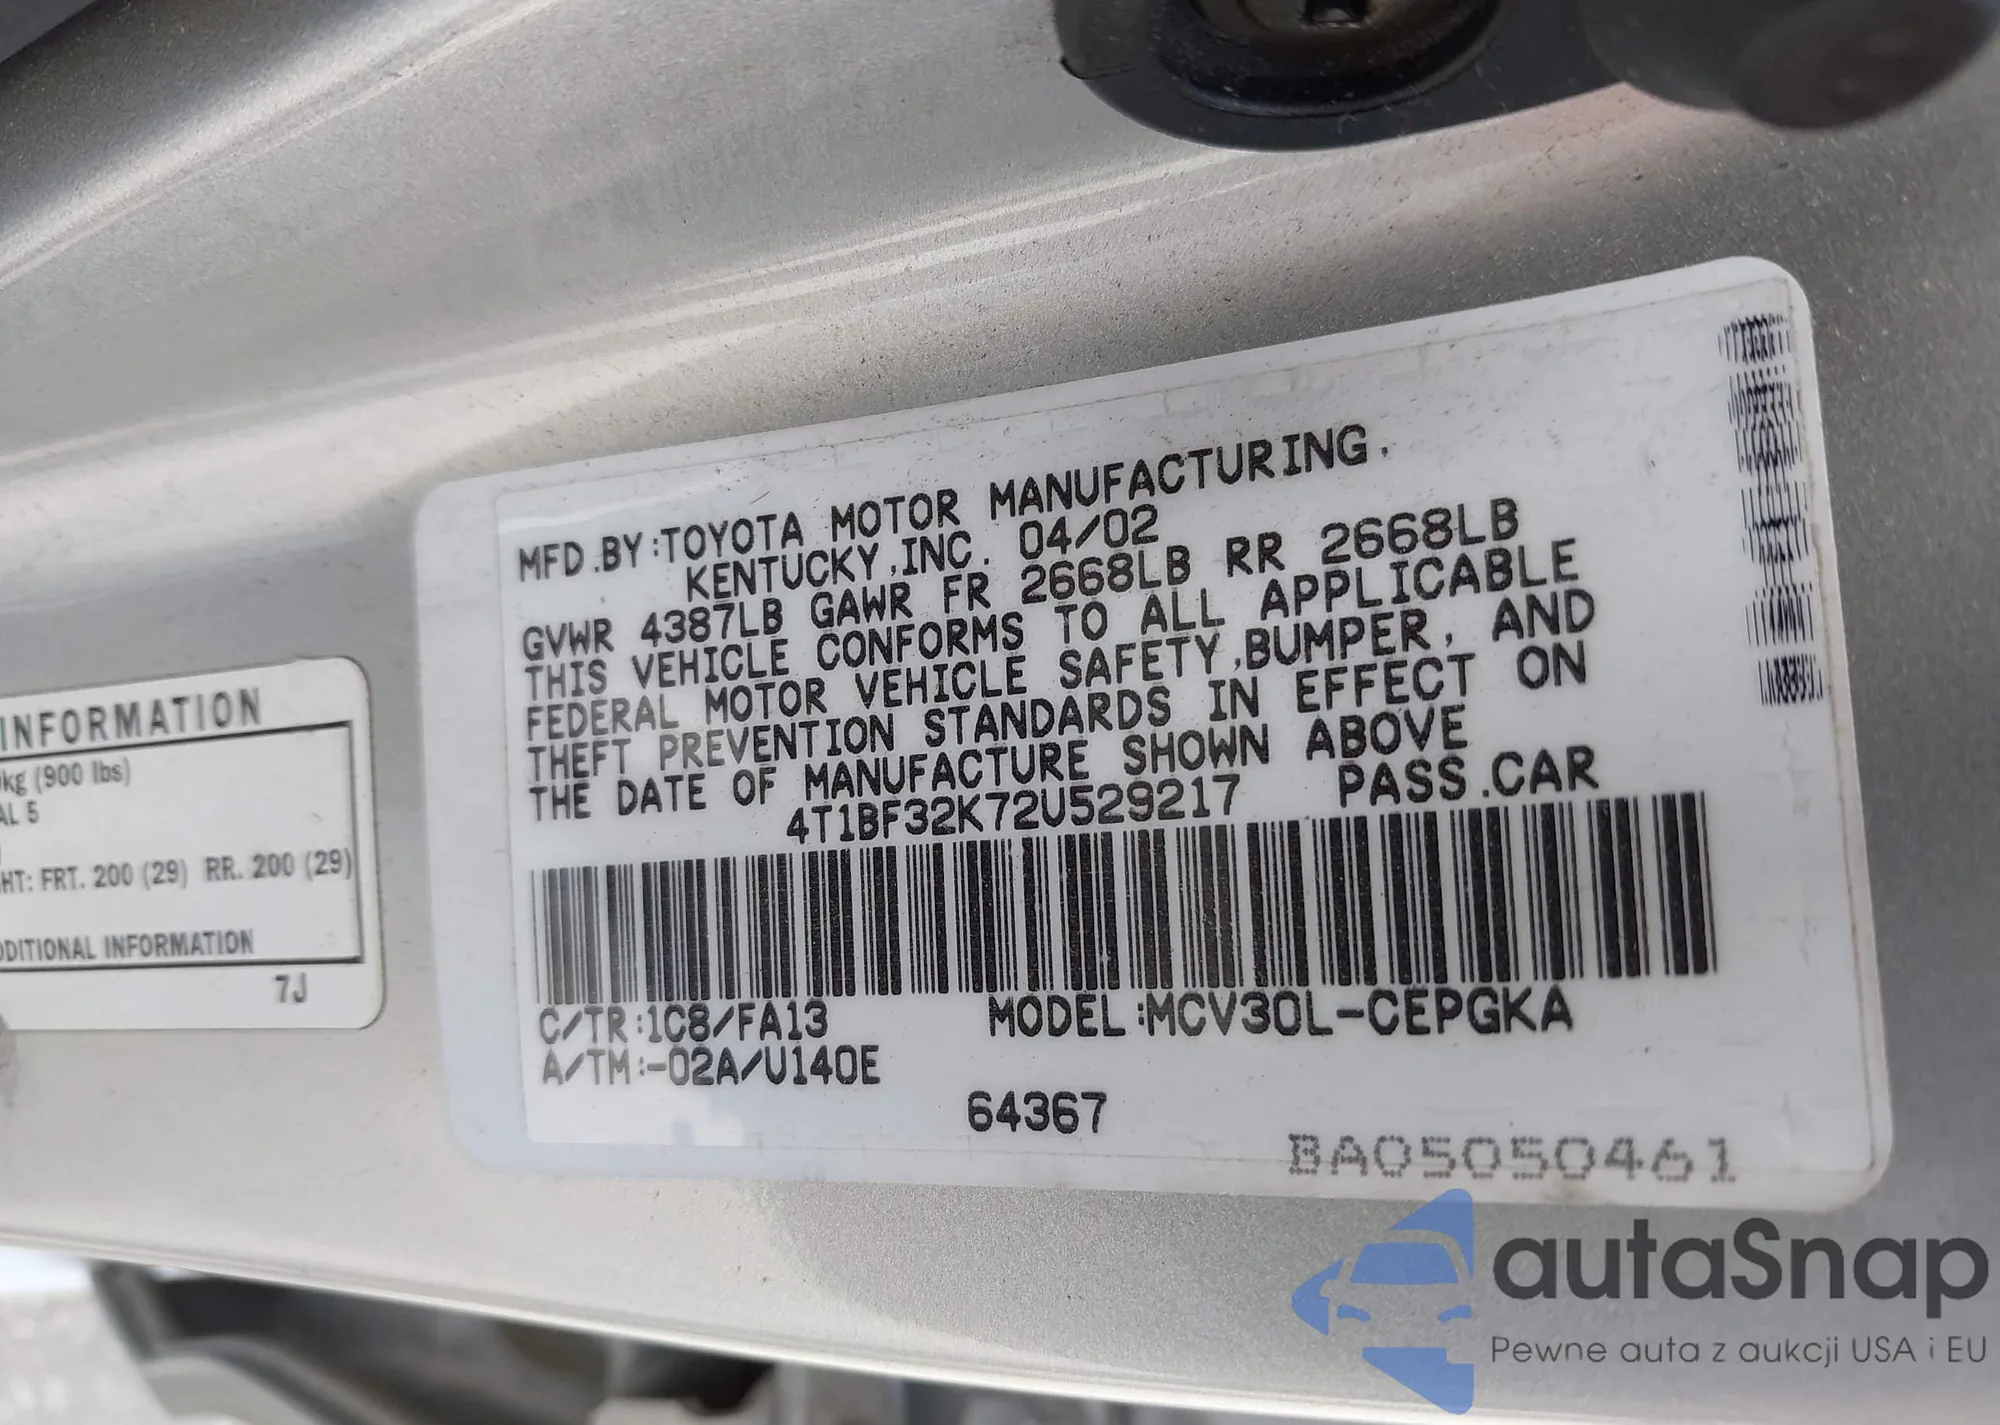 MFD.BY:TOYOTA MOTOR MANUFACTURING,
KENTUCKY,INC. 04/02
GVWR 4387LB GAWR FR 2668LB RR 2668LB
THIS VEHICLE CONFORMS TO ALL APPLICABLE
FEDERAL MOTOR VEHICLE SAFETY,BUMPER, AND
THEFT PREVENTION STANDARDS IN EFFECT ON
THE DATE OF MANUFACTURE SHOWN ABOVE
4T1BF32K72U529217 PASS.CAR
C/TR:1C8/FA13 MODEL:MCV30L-CEPGKA
A/TM:-02A/U140E
64367
BA05050461
INFORMATION
kg (900 lbs)
AL 5
HT: FRT. 200 (29) RR. 200 (29)
DDITIONAL INFORMATION
7J
autaSnap
Pewne auta z aukcji USA i EU